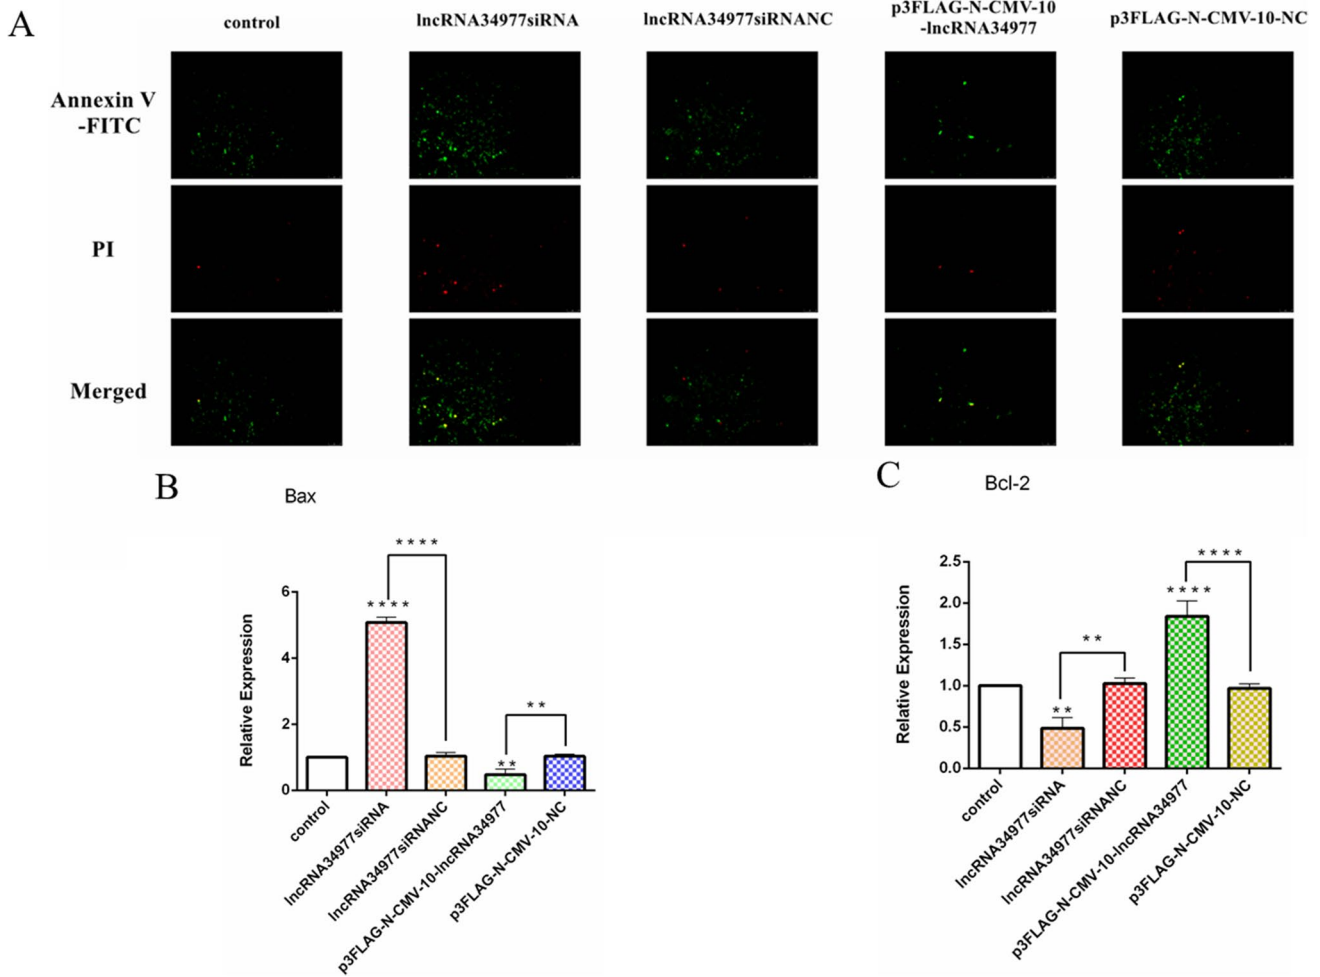 A
control
lncRNA34977siRNA
lncRNA34977siRNANC
p3FLAG-N-CMV-10
-lncRNA34977
p3FLAG-N-CMV-10-NC
Annexin V
-FITC
PI
Merged
B
Bax
****
****
**
**
Relative Expression
6
4
2
0
control
lncRNA34977siRNA
lncRNA34977siRNANC
p3FLAG-N-CMV-10-lncRNA34977
p3FLAG-N-CMV-10-NC
C
Bcl-2
****
****
**
**
Relative Expression
2.5
2.0
1.5
1.0
0.5
0.0
control
lncRNA34977siRNA
lncRNA34977siRNANC
p3FLAG-N-CMV-10-lncRNA34977
p3FLAG-N-CMV-10-NC